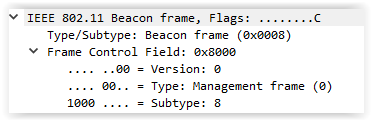 IEEE 802.11 Beacon frame, Flags: ........C
Type/Subtype: Beacon frame (0x0008)
Frame Control Field: 0x8000
.... ..00 = Version: 0
.... 00.. = Type: Management frame (0)
1000 .... = Subtype: 8